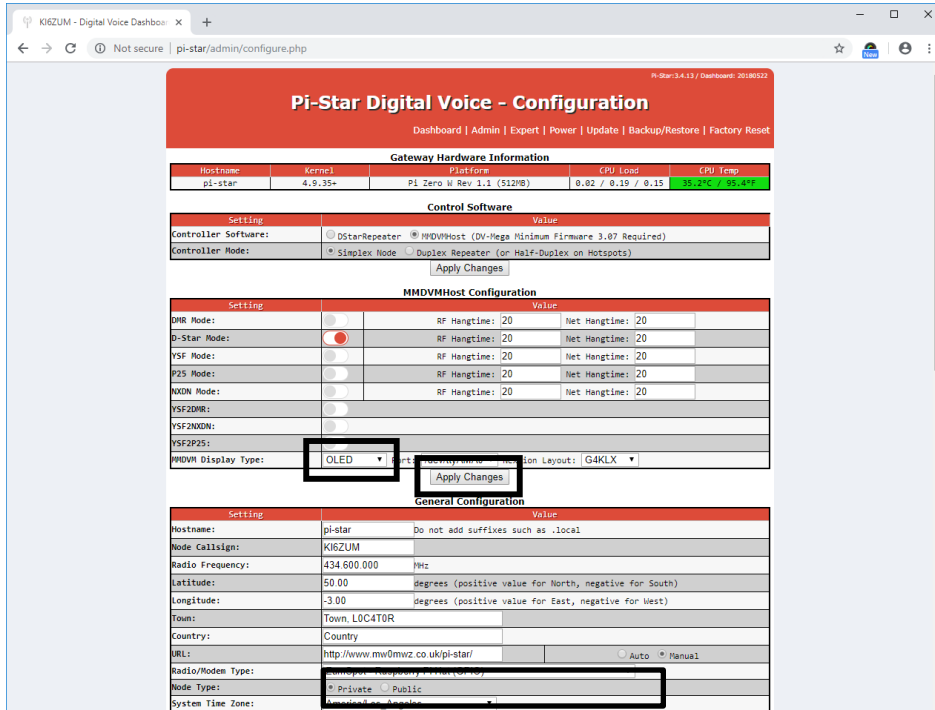 KI6ZUM - Digital Voice Dashboar
Not secure | pi-star/admin/configure.php
New
Pi-Star:3.4.13 / Dashboard: 20180522
Pi-Star Digital Voice - Configuration
Dashboard | Admin | Expert | Power | Update | Backup/Restore | Factory Reset
Gateway Hardware Information
Hostname Kernel Platform CPU Load CPU Temp
pi-star 4.9.35+ Pi Zero W Rev 1.1 (512MB) 0.02 / 0.19 / 0.15 35.2°C / 95.4°F
Control Software
Setting Value
Controller Software: DStarRepeater MMDVMHost (DV-Mega Minimum Firmware 3.07 Required)
Controller Mode: Simplex Node Duplex Repeater (or Half-Duplex on Hotspots)
Apply Changes
MMDVMHost Configuration
Setting Value
DMR Mode: RF Hangtime: 20 Net Hangtime: 20
D-Star Mode: RF Hangtime: 20 Net Hangtime: 20
YSF Mode: RF Hangtime: 20 Net Hangtime: 20
P25 Mode: RF Hangtime: 20 Net Hangtime: 20
NXDN Mode: RF Hangtime: 20 Net Hangtime: 20
YSF2DMR:
YSF2NXDN:
YSF2P25:
MMDVM Display Type: OLED Layout: G4KLX
Apply Changes
General Configuration
Setting Value
Hostname: pi-star Do not add suffixes such as .local
Node Callsign: KI6ZUM
Radio Frequency: 434.600.000 MHz
Latitude: 50.00 degrees (positive value for North, negative for South)
Longitude: -3.00 degrees (positive value for East, negative for West)
Town: Town, L0C4T0R
Country: Country
URL: http://www.mw0mwz.co.uk/pi-star/ Auto Manual
Radio/Modem Type:
Node Type: Private Public
System Time Zone: America/Los_Angeles